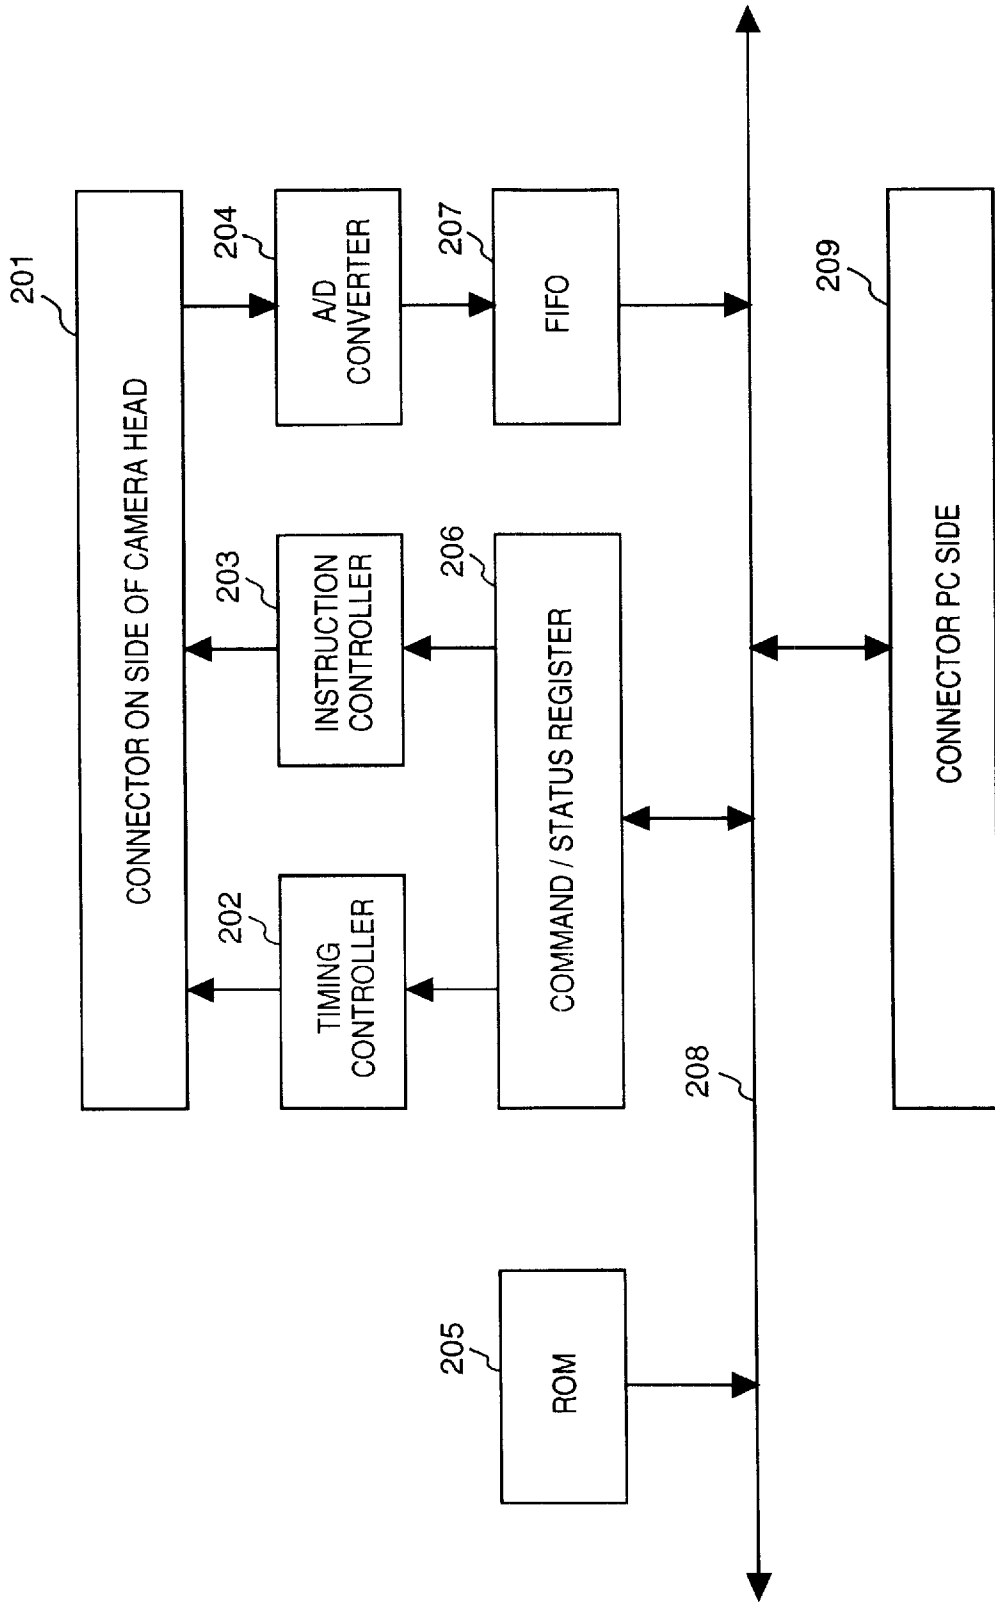 201
CONNECTOR ON SIDE OF CAMERA HEAD
202
TIMING
CONTROLLER
203
INSTRUCTION
CONTROLLER
204
A/D
CONVERTER
205
ROM
206
COMMAND / STATUS REGISTER
207
FIFO
208
209
CONNECTOR PC SIDE